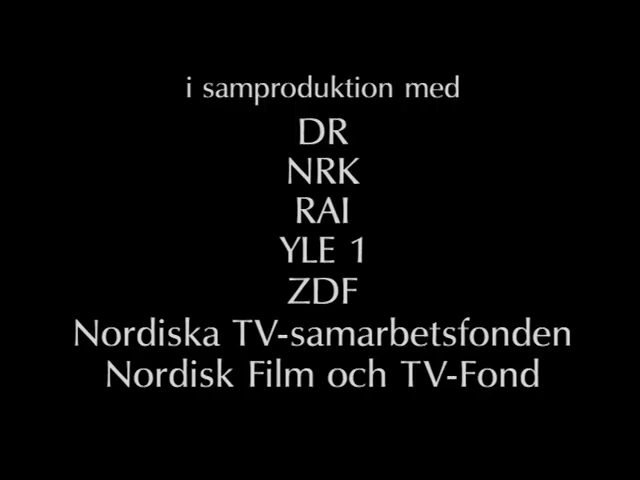 i samproduktion med
DR
NRK
RAI
YLE 1
ZDF
Nordiska TV-samarbetsfonden
Nordisk Film och TV-Fond